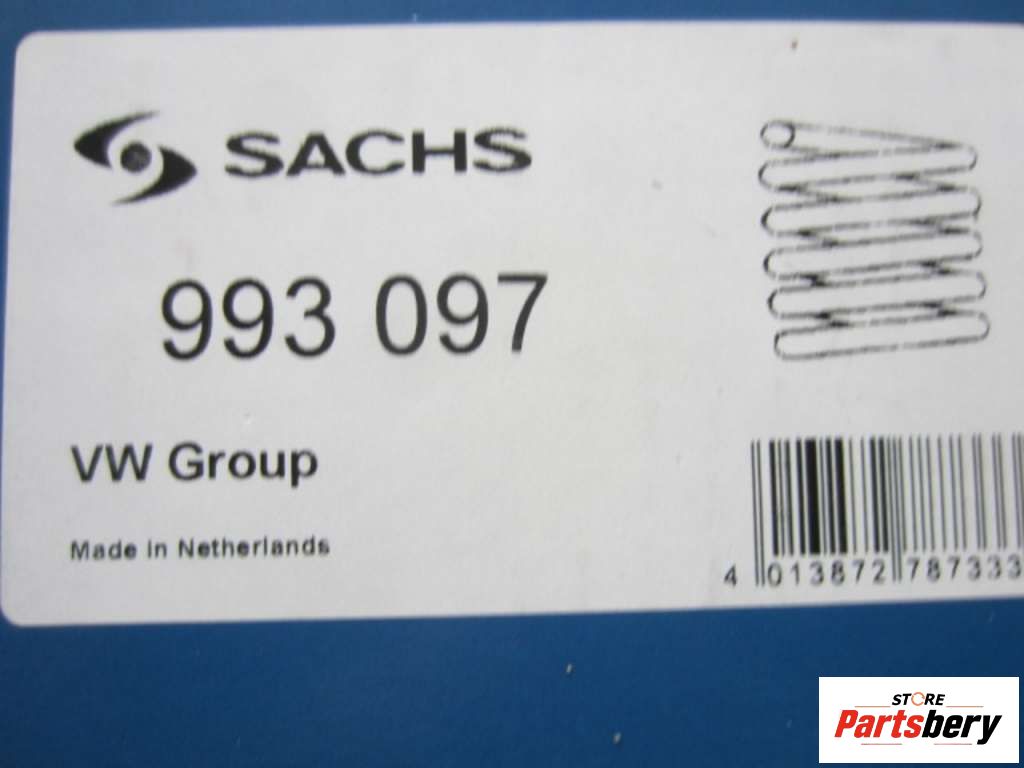 SACHS
993 097
VW Group
Made in Netherlands
4 013872 787333
STORE
Partsbery